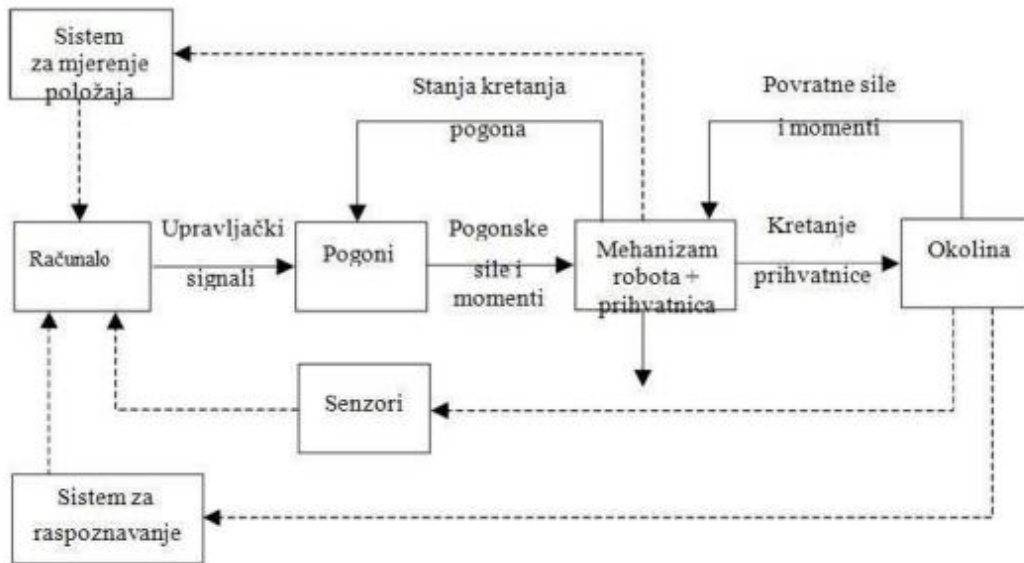 Sistem
za mjerenje
položaja
Stanja kretanja
pogona
Povratne sile
i momenti
Računalo
Upravljački
signali
Pogoni
Pogonske
sile i
momenti
Mehanizam
robota +
prihvatnica
Kretanje
prihvatnice
Okolina
Senzori
Sistem za
raspoznavanje